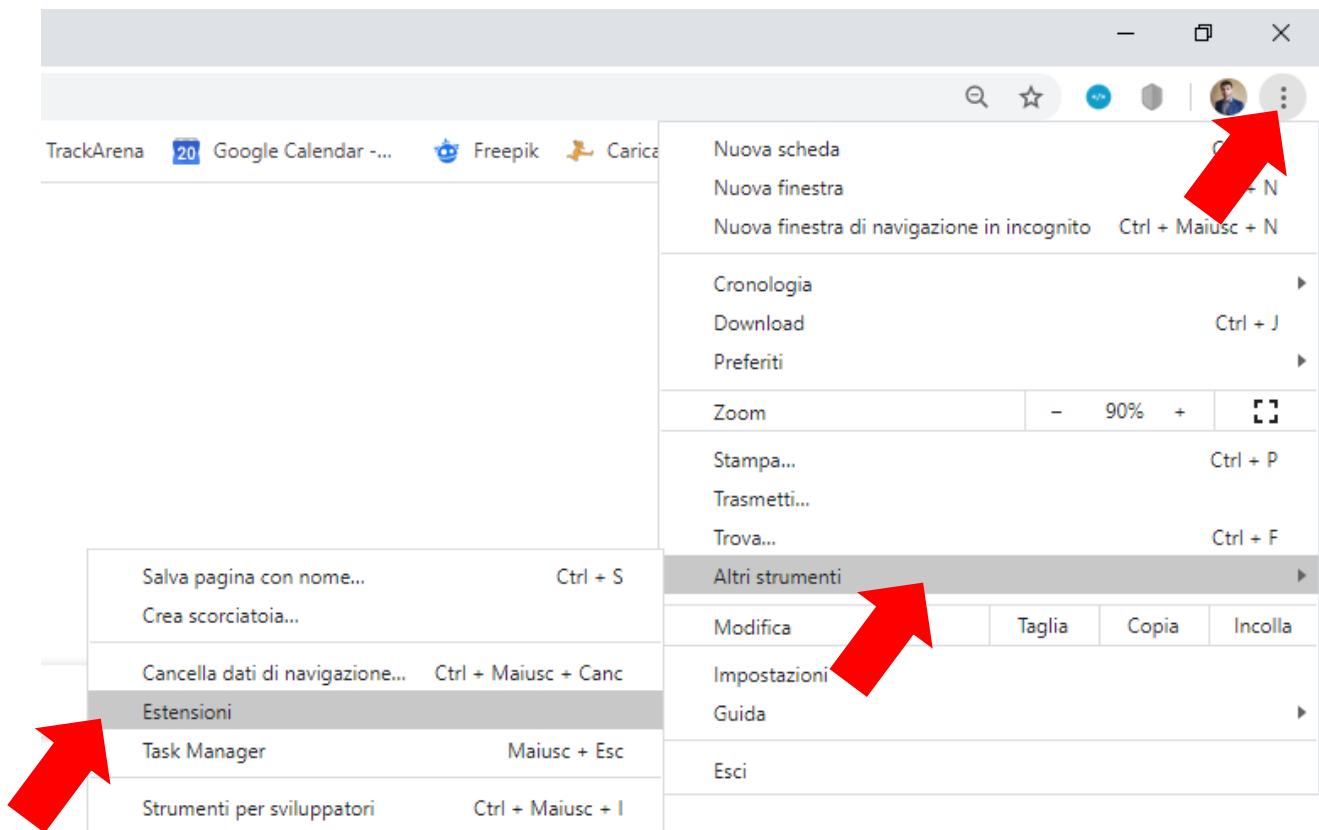 TrackArena 20 Google Calendar -... Freepik Carica
Nuova scheda
Nuova finestra + N
Nuova finestra di navigazione in incognito Ctrl + Maiusc + N
Cronologia
Download Ctrl + J
Preferiti
Zoom - 90% +
Stampa... Ctrl + P
Trasmetti...
Trova... Ctrl + F
Altri strumenti
Modifica Taglia Copia Incolla
Impostazioni
Guida
Esci
Salva pagina con nome... Ctrl + S
Crea scorciatoia...
Cancella dati di navigazione... Ctrl + Maiusc + Canc
Estensioni
Task Manager Maiusc + Esc
Strumenti per sviluppatori Ctrl + Maiusc + I